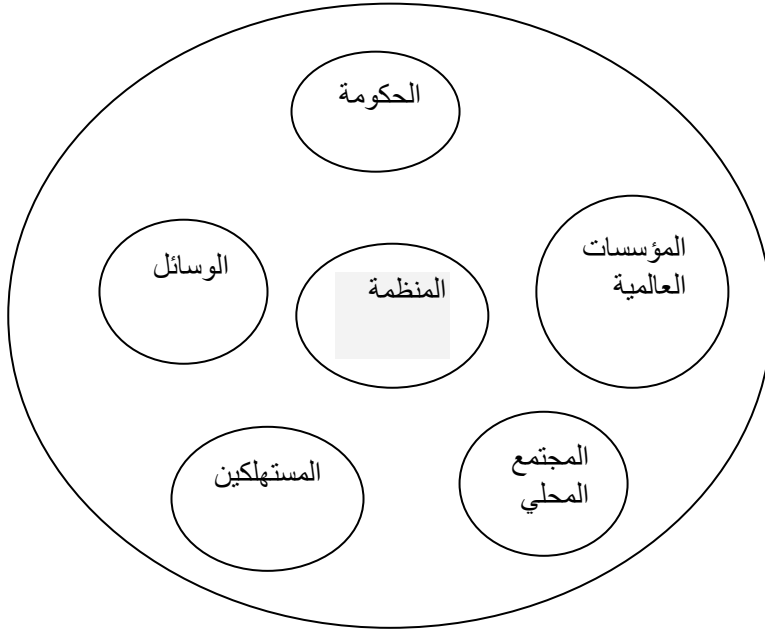 الحكومة
المؤسسات
العالمية
المنظمة
الوسائل
المجتمع
المحلي
المستهلكين